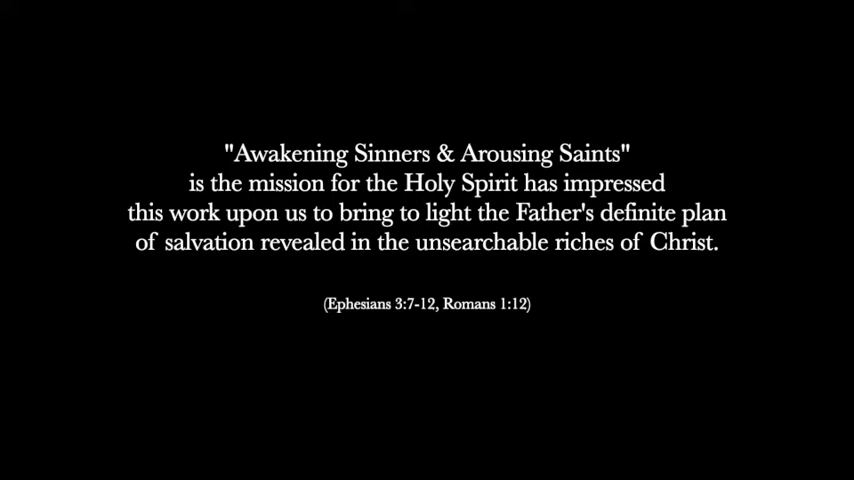 "Awakening Sinners & Arousing Saints"
is the mission for the Holy Spirit has impressed
this work upon us to bring to light the Father's definite plan
of salvation revealed in the unsearchable riches of Christ.
(Ephesians 3:7-12, Romans 1:12)